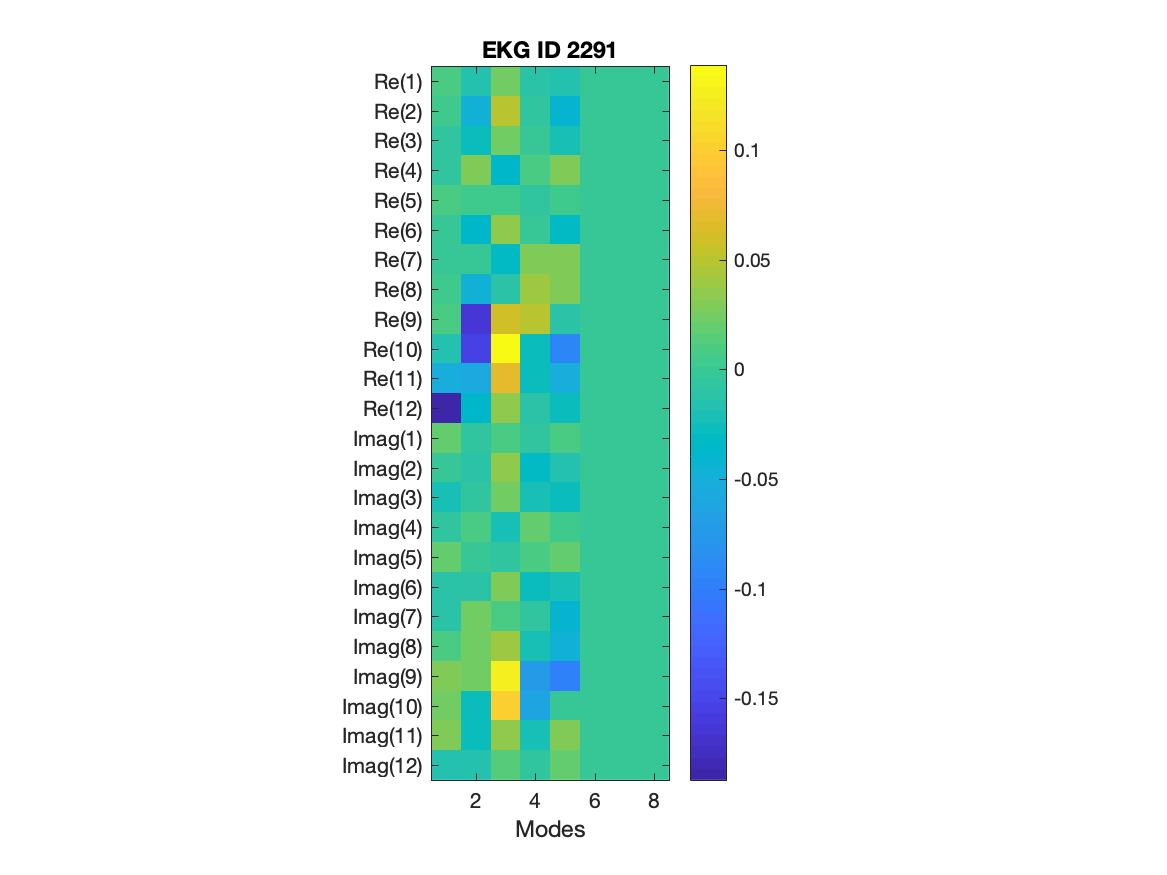 EKG ID 2291
Re(1)
Re(2)
Re(3)
Re(4)
Re(5)
Re(6)
Re(7)
Re(8)
Re(9)
Re(10)
Re(11)
Re(12)
Imag(1)
Imag(2)
Imag(3)
Imag(4)
Imag(5)
Imag(6)
Imag(7)
Imag(8)
Imag(9)
Imag(10)
Imag(11)
Imag(12)
2 4 6 8
Modes
0.1
0.05
0
-0.05
-0.1
-0.15